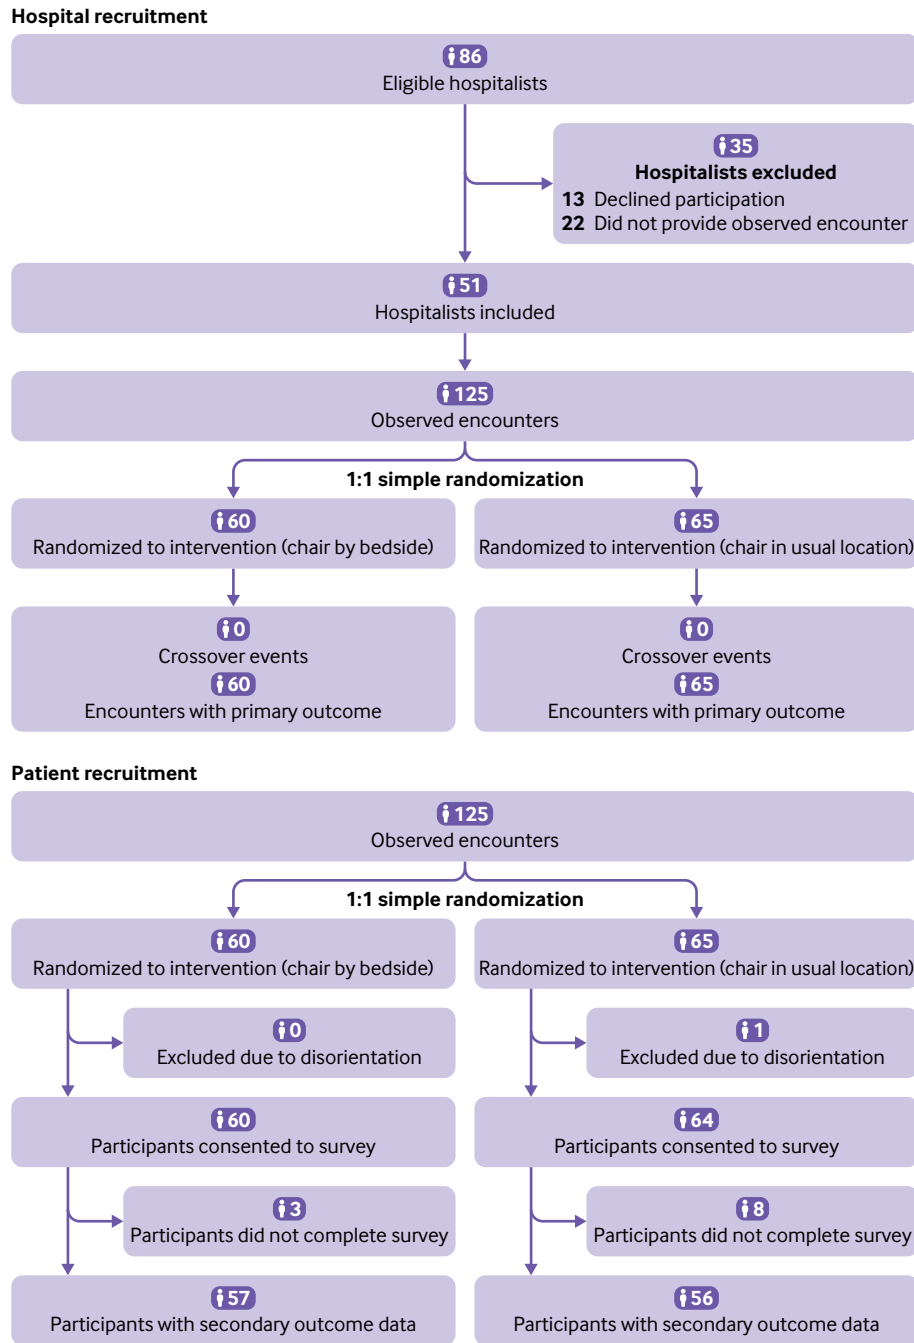 Hospital recruitment
86
Eligible hospitalists
35
Hospitalists excluded
13 Declined participation
22 Did not provide observed encounter
51
Hospitalists included
125
Observed encounters
1:1 simple randomization
60
Randomized to intervention (chair by bedside)
65
Randomized to intervention (chair in usual location)
0
Crossover events
60
Encounters with primary outcome
0
Crossover events
65
Encounters with primary outcome
Patient recruitment
125
Observed encounters
1:1 simple randomization
60
Randomized to intervention (chair by bedside)
65
Randomized to intervention (chair in usual location)
0
Excluded due to disorientation
1
Excluded due to disorientation
60
Participants consented to survey
64
Participants consented to survey
3
Participants did not complete survey
8
Participants did not complete survey
57
Participants with secondary outcome data
56
Participants with secondary outcome data